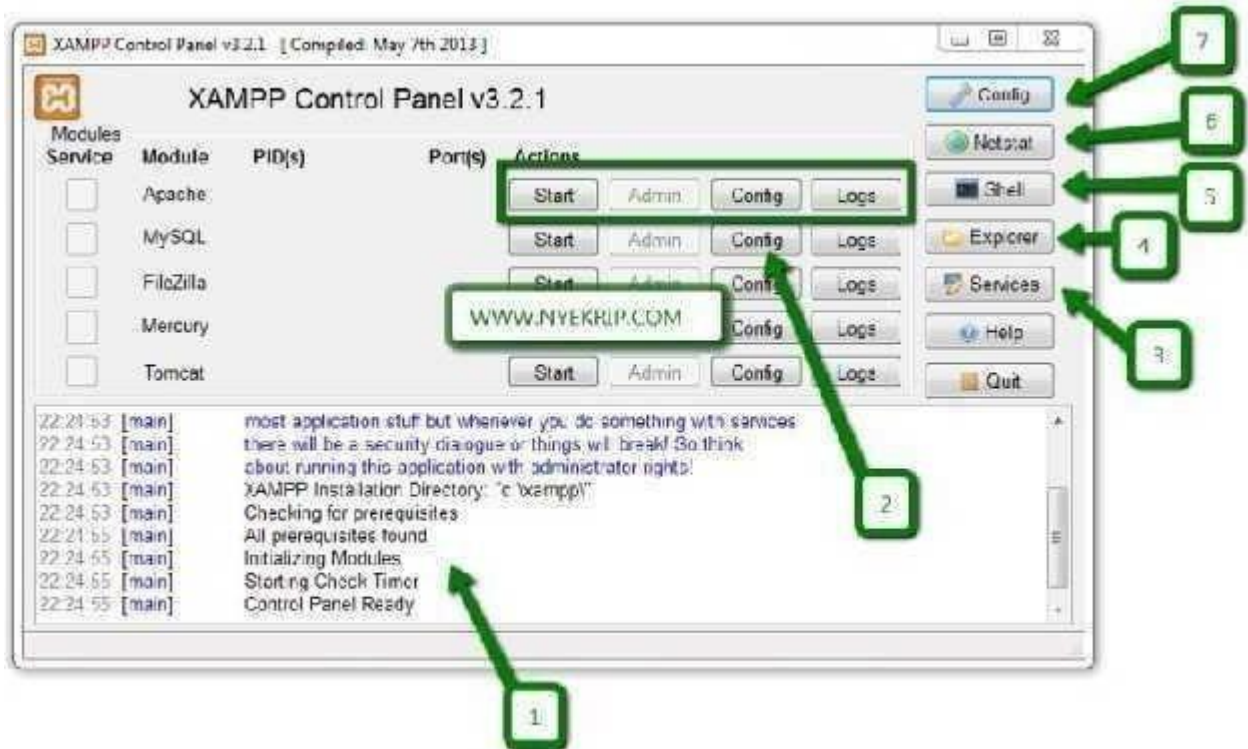 XAMPP Control Panel v3.2.1 [ Compiled: May 7th 2013 ]
7
XAMPP Control Panel v3.2.1
Config
6
Netstat
Modules
Service Module PID(s) Port(s) Actions
Apache Start Admin Config Logs
Shell
5
MySQL Start Admin Config Logs
Explorer
4
FileZilla Start Admin Config Logs
Services
WWW.NYEKRIP.COM
Mercury Config Logs
Help
3
Tomcat Start Admin Config Logs
Quit
22:24:53 [main] most application stuff but whenever you do something with services
22:24:53 [main] there will be a security dialogue or things will break! So think
22:24:53 [main] about running this application with administrator rights!
22:24:53 [main] XAMPP Installation Directory: "c:\xampp\"
22:24:53 [main] Checking for prerequisites
22:24:55 [main] All prerequisites found
22:24:55 [main] Initializing Modules
22:24:55 [main] Starting Check Timer
22:24:55 [main] Control Panel Ready
2
1